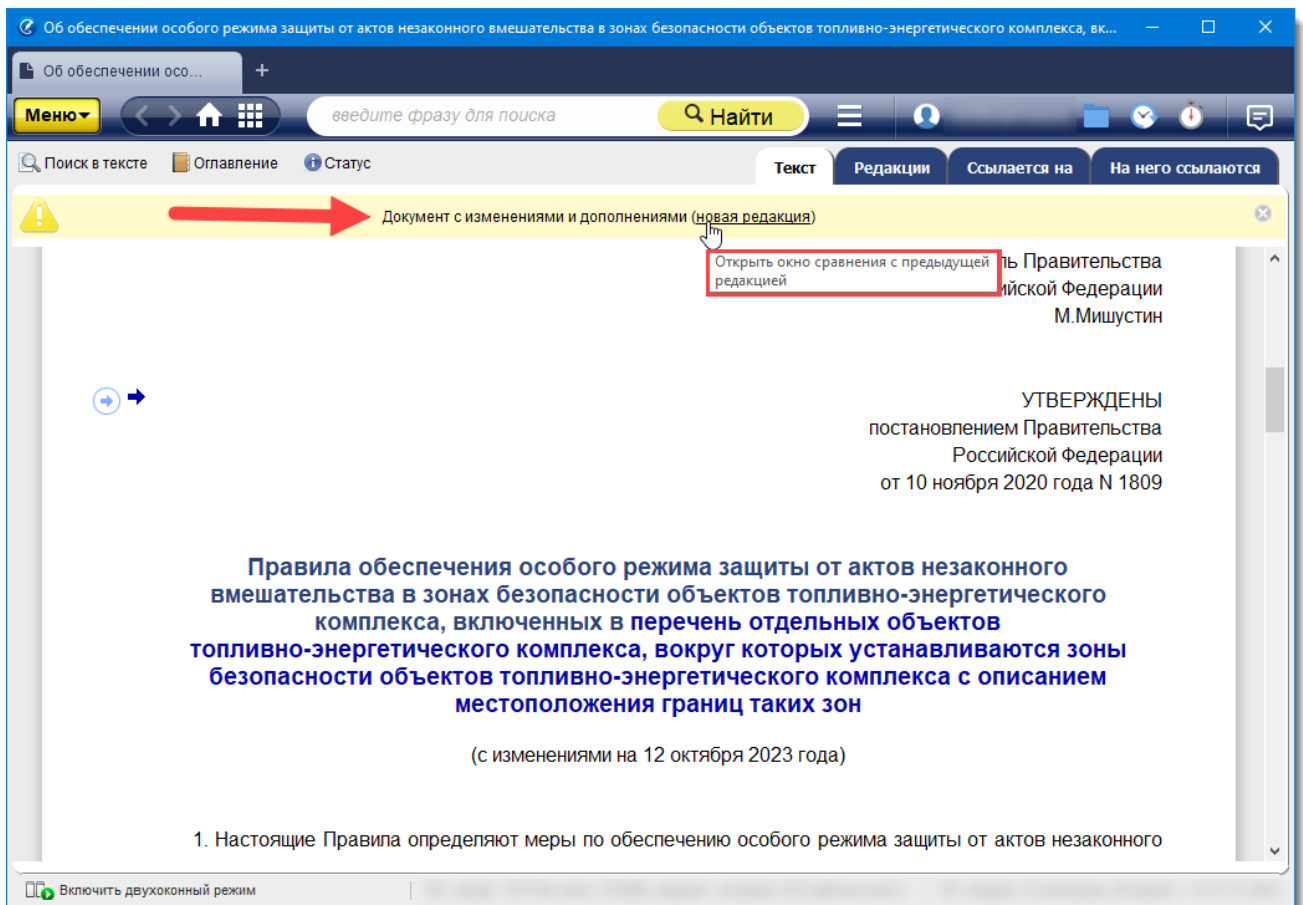 Об обеспечении особого режима защиты от актов незаконного вмешательства в зонах безопасности объектов топливно-энергетического комплекса, вк...
Об обеспечении осо...
Меню
введите фразу для поиска
Найти
Поиск в тексте
Оглавление
Статус
Текст
Редакции
Ссылается на
На него ссылаются
Документ с изменениями и дополнениями (новая редакция)
Открыть окно сравнения с предыдущей
редакцией
ль Правительства
ийской Федерации
М.Мишустин
УТВЕРЖДЕНЫ
постановлением Правительства
Российской Федерации
от 10 ноября 2020 года N 1809
Правила обеспечения особого режима защиты от актов незаконного
вмешательства в зонах безопасности объектов топливно-энергетического
комплекса, включенных в перечень отдельных объектов
топливно-энергетического комплекса, вокруг которых устанавливаются зоны
безопасности объектов топливно-энергетического комплекса с описанием
местоположения границ таких зон
(с изменениями на 12 октября 2023 года)
1. Настоящие Правила определяют меры по обеспечению особого режима защиты от актов незаконного
Включить двухоконный режим